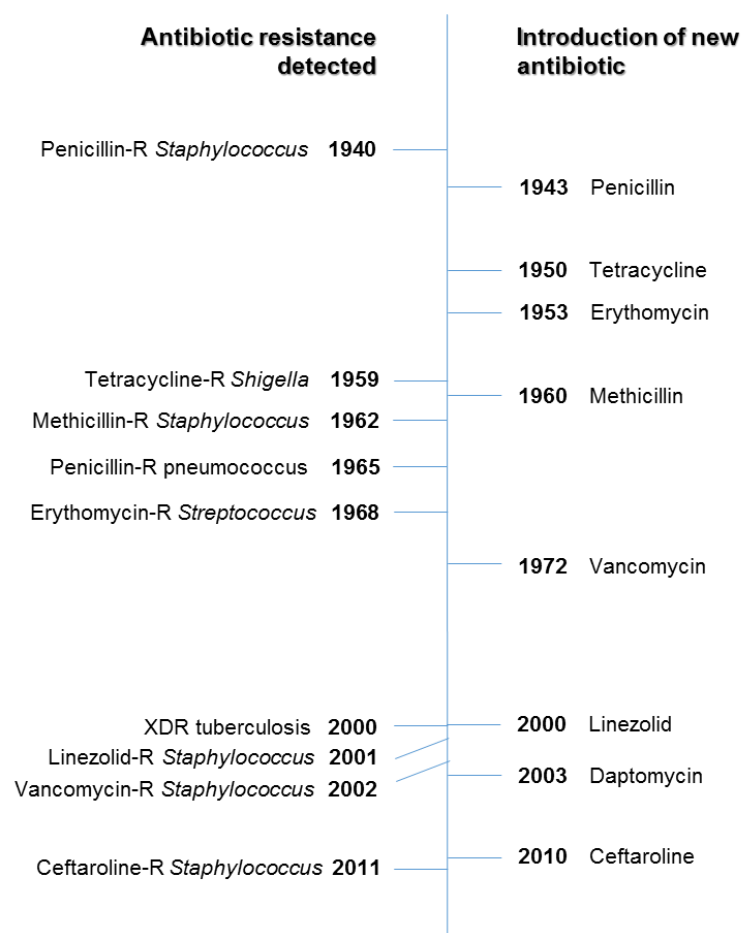 Antibiotic resistance
detected
Introduction of new
antibiotic
Penicillin-R Staphylococcus 1940
1943 Penicillin
1950 Tetracycline
1953 Erythomycin
Tetracycline-R Shigella 1959
1960 Methicillin
Methicillin-R Staphylococcus 1962
Penicillin-R pneumococcus 1965
Erythomycin-R Streptococcus 1968
1972 Vancomycin
XDR tuberculosis 2000
2000 Linezolid
Linezolid-R Staphylococcus 2001
Vancomycin-R Staphylococcus 2002
2003 Daptomycin
2010 Ceftaroline
Ceftaroline-R Staphylococcus 2011